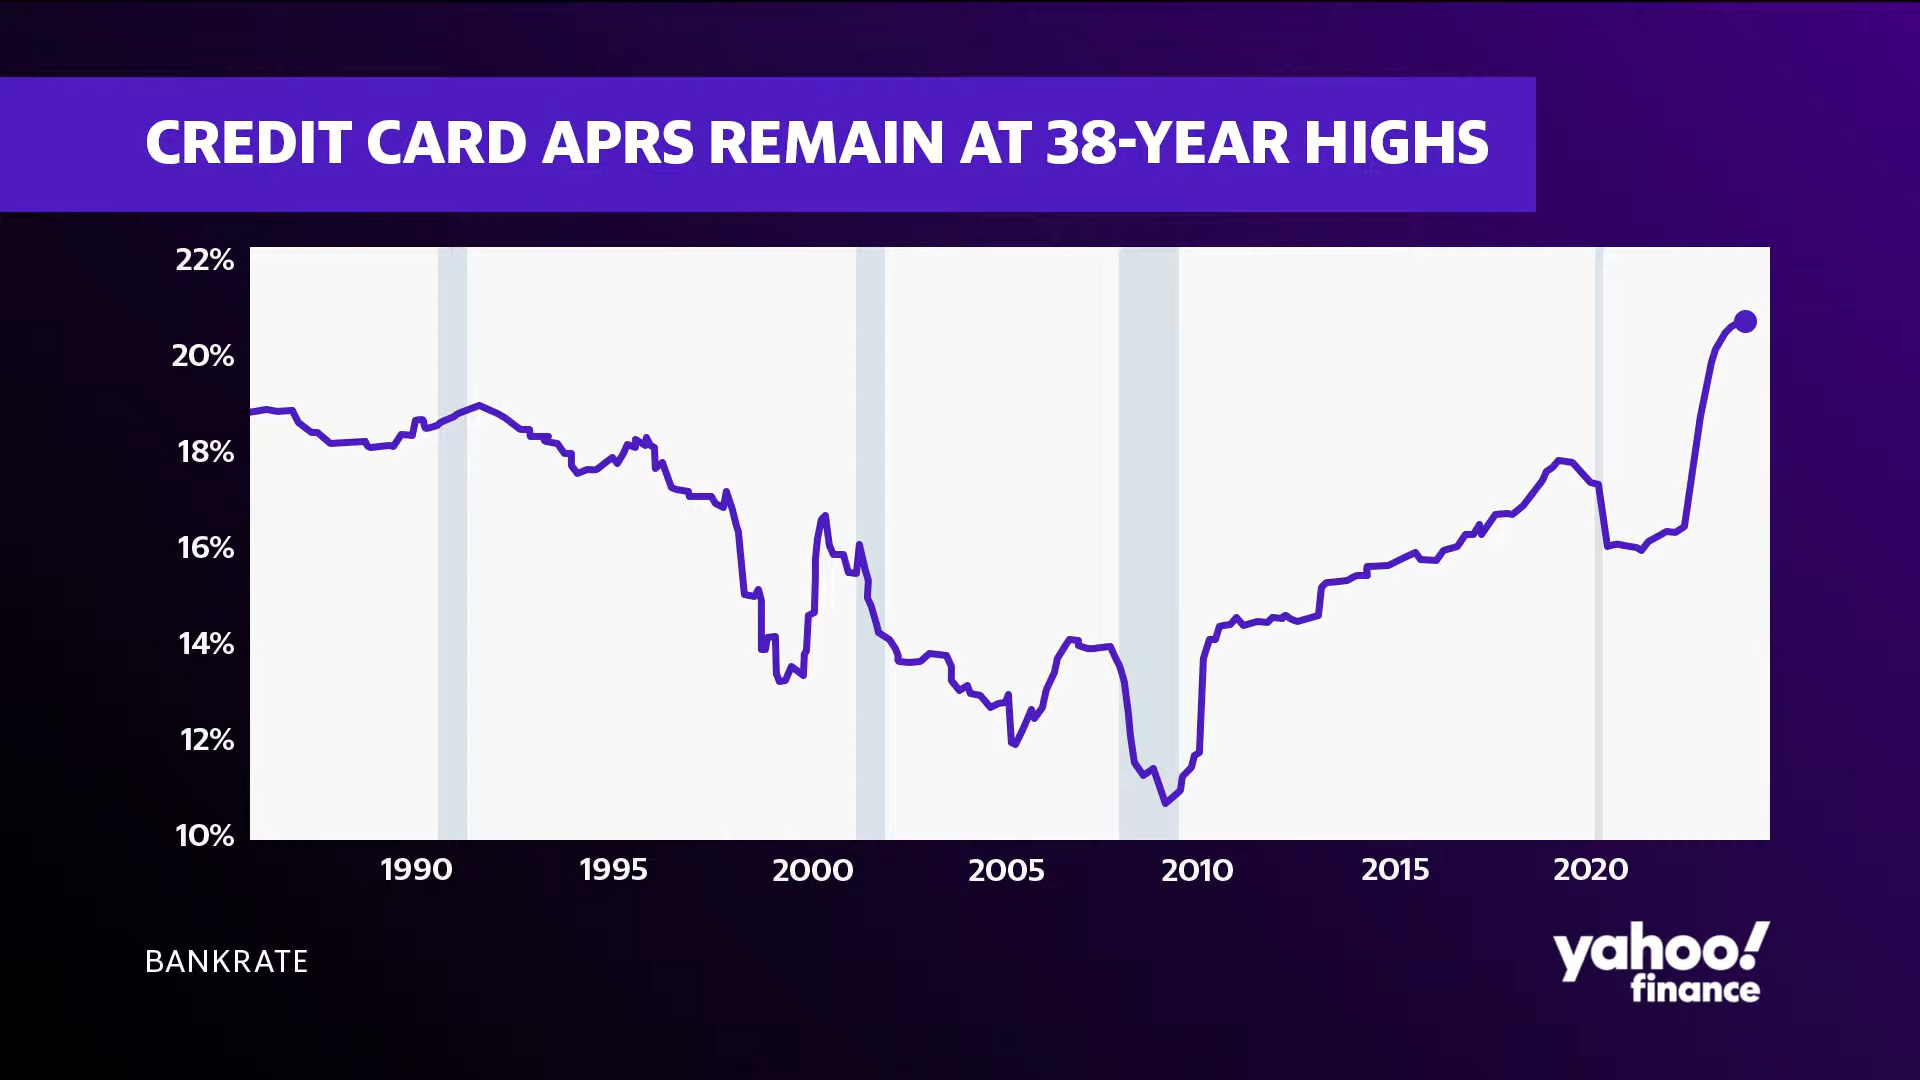 CREDIT CARD APRS REMAIN AT 38-YEAR HIGHS
22%
20%
18%
16%
14%
12%
10%
1990 1995 2000 2005 2010 2015 2020
BANKRATE
yahoo!
finance